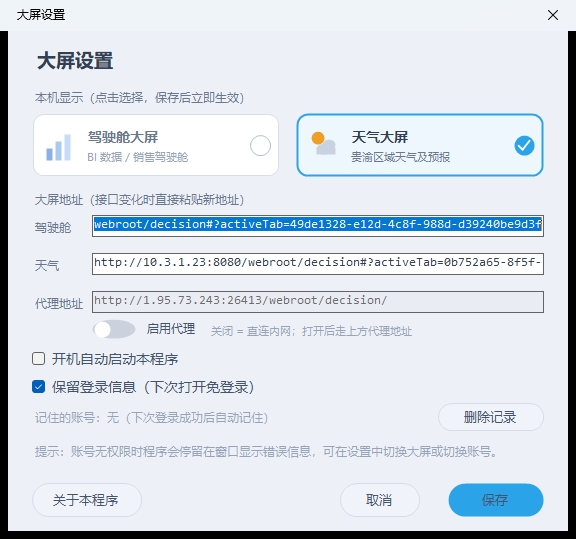 大屏设置
大屏设置
本机显示（点击选择，保存后立即生效）
驾驶舱大屏
BI 数据 / 销售驾驶舱
天气大屏
贵渝区域天气及预报
大屏地址（接口变化时直接粘贴新地址）
驾驶舱 webroot/decision#?activeTab=49de1328-e12d-4c8f-988d-d39240be9d3f
天气 http://10.3.1.23:8080/webroot/decision#?activeTab=0b752a65-8f5f-
代理地址 http://1.95.73.243:26413/webroot/decision/
启用代理 关闭 = 直连内网；打开后走上方代理地址
开机自动启动本程序
保留登录信息（下次打开免登录）
记住的账号：无（下次登录成功后自动记住） 删除记录
提示：账号无权限时程序会停留在窗口显示错误信息，可在设置中切换大屏或切换账号。
关于本程序 取消 保存